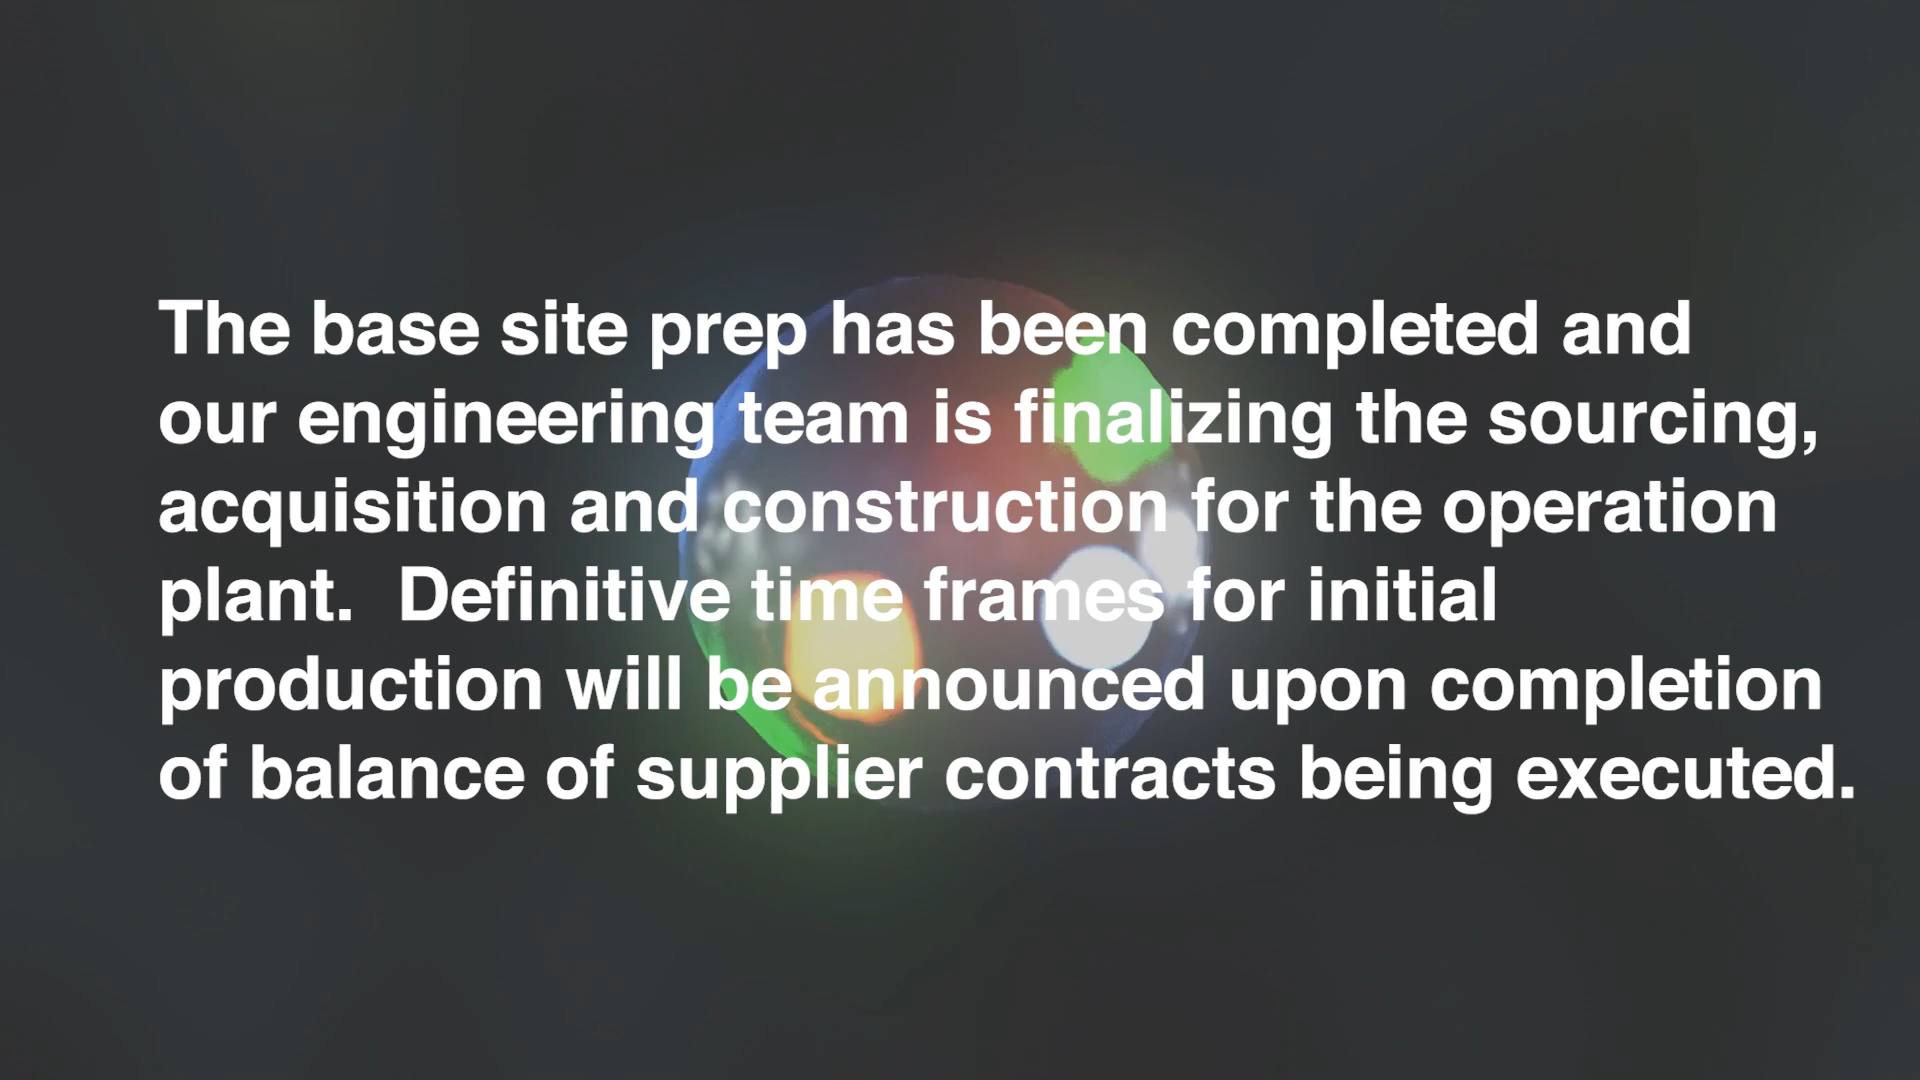 The base site prep has been completed and
our engineering team is finalizing the sourcing,
acquisition and construction for the operation
plant.  Definitive time frames for initial
production will be announced upon completion
of balance of supplier contracts being executed.